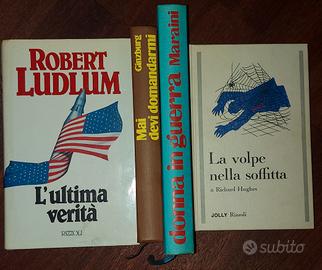 ROBERT
LUDLUM
L'ultima
verità
RIZZOLI
Mai
devi domandarmi
Ginzburg
donna in guerra
Maraini
La volpe
nella soffitta
di Richard Hughes
JOLLY Rizzoli
subito